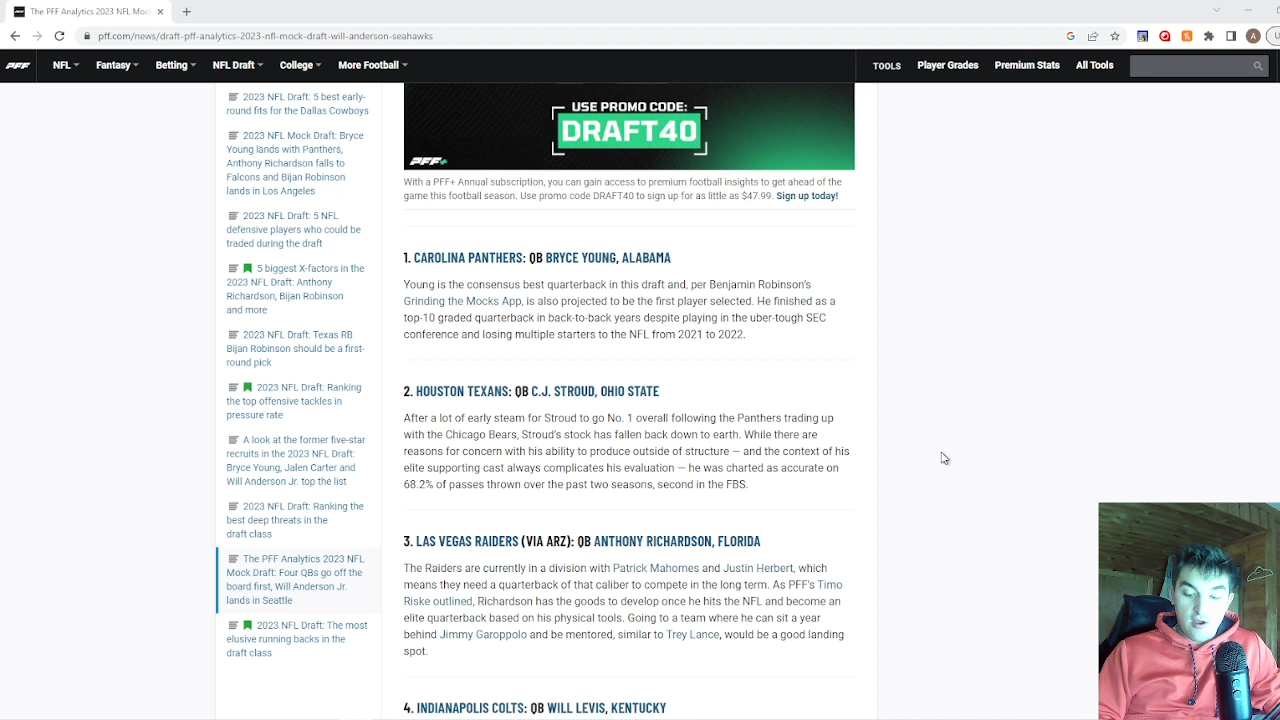 The PFF Analytics 2023 NFL Moc
pff.com/news/draft-pff-analytics-2023-nfl-mock-draft-will-anderson-seahawks
A
PFF
NFL
Fantasy
Betting
NFL Draft
College
More Football
TOOLS
Player Grades
Premium Stats
All Tools
2023 NFL Draft: 5 best early-
round fits for the Dallas Cowboys
2023 NFL Mock Draft: Bryce
Young lands with Panthers,
Anthony Richardson falls to
Falcons and Bijan Robinson
lands in Los Angeles
2023 NFL Draft: 5 NFL
defensive players who could be
traded during the draft
5 biggest X-factors in the
2023 NFL Draft: Anthony
Richardson, Bijan Robinson
and more
2023 NFL Draft: Texas RB
Bijan Robinson should be a first-
round pick
2023 NFL Draft: Ranking
the top offensive tackles in
pressure rate
A look at the former five-star
recruits in the 2023 NFL Draft:
Bryce Young, Jalen Carter and
Will Anderson Jr. top the list
2023 NFL Draft: Ranking the
best deep threats in the
draft class
The PFF Analytics 2023 NFL
Mock Draft: Four QBs go off the
board first, Will Anderson Jr.
lands in Seattle
2023 NFL Draft: The most
elusive running backs in the
draft class
USE PROMO CODE:
DRAFT40
PFF+
With a PFF+ Annual subscription, you can gain access to premium football insights to get ahead of the
game this football season. Use promo code DRAFT40 to sign up for as little as $47.99. Sign up today!
1. CAROLINA PANTHERS: QB BRYCE YOUNG, ALABAMA
Young is the consensus best quarterback in this draft and, per Benjamin Robinson's
Grinding the Mocks App, is also projected to be the first player selected. He finished as a
top-10 graded quarterback in back-to-back years despite playing in the uber-tough SEC
conference and losing multiple starters to the NFL from 2021 to 2022.
2. HOUSTON TEXANS: QB C.J. STROUD, OHIO STATE
After a lot of early steam for Stroud to go No. 1 overall following the Panthers trading up
with the Chicago Bears, Stroud's stock has fallen back down to earth. While there are
reasons for concern with his ability to produce outside of structure — and the context of his
elite supporting cast always complicates his evaluation — he was charted as accurate on
68.2% of passes thrown over the past two seasons, second in the FBS.
3. LAS VEGAS RAIDERS (VIA ARZ): QB ANTHONY RICHARDSON, FLORIDA
The Raiders are currently in a division with Patrick Mahomes and Justin Herbert, which
means they need a quarterback of that caliber to compete in the long term. As PFF's Timo
Riske outlined, Richardson has the goods to develop once he hits the NFL and become an
elite quarterback based on his physical tools. Going to a team where he can sit a year
behind Jimmy Garoppolo and be mentored, similar to Trey Lance, would be a good landing
spot.
4. INDIANAPOLIS COLTS: QB WILL LEVIS, KENTUCKY